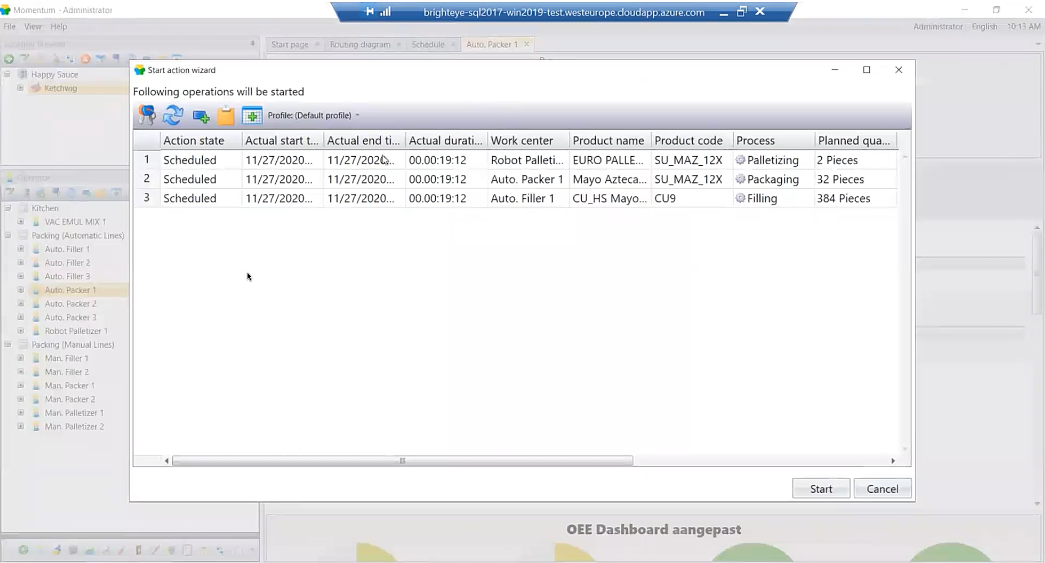 Momentum - Administrator
brighteye-sql2017-win2019-test.westeurope.cloudapp.azure.com
File View Help
Administrator English 10:13 AM
Start page
Routing diagram
Schedule
Auto. Packer 1
Happy Sauce
Ketchwog
Kitchen
VAC EMUL MIX 1
Packing (Automatic Lines)
Auto. Filler 1
Auto. Filler 2
Auto. Filler 3
Auto. Packer 1
Auto. Packer 2
Auto. Packer 3
Robot Palletizer 1
Packing (Manual Lines)
Man. Filler 1
Man. Filler 2
Man. Packer 1
Man. Packer 2
Man. Palletizer 1
Man. Palletizer 2
Start action wizard
Following operations will be started
Profile: (Default profile)
Action state Actual start t... Actual end ti... Actual durati... Work center Product name Product code Process Planned qua...
1 Scheduled 11/27/2020... 11/27/2020... 00.00:19:12 Robot Palleti... EURO PALLE... SU_MAZ_12X Palletizing 2 Pieces
2 Scheduled 11/27/2020... 11/27/2020... 00.00:19:12 Auto. Packer 1 Mayo Azteca... SU_MAZ_12X Packaging 32 Pieces
3 Scheduled 11/27/2020... 11/27/2020... 00.00:19:12 Auto. Filler 1 CU_HS Mayo... CU9 Filling 384 Pieces
Start Cancel
OEE Dashboard aangepast